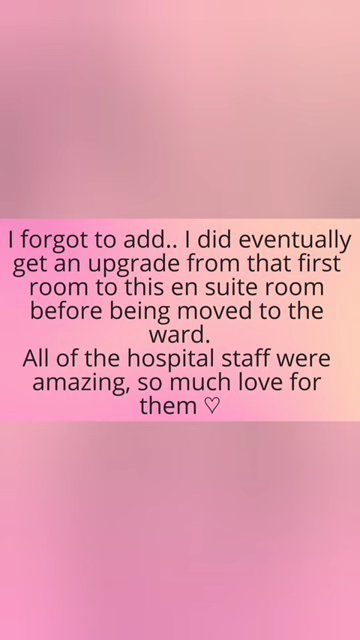 I forgot to add.. I did eventually
get an upgrade from that first
room to this en suite room
before being moved to the
ward.
All of the hospital staff were
amazing, so much love for
them ♡